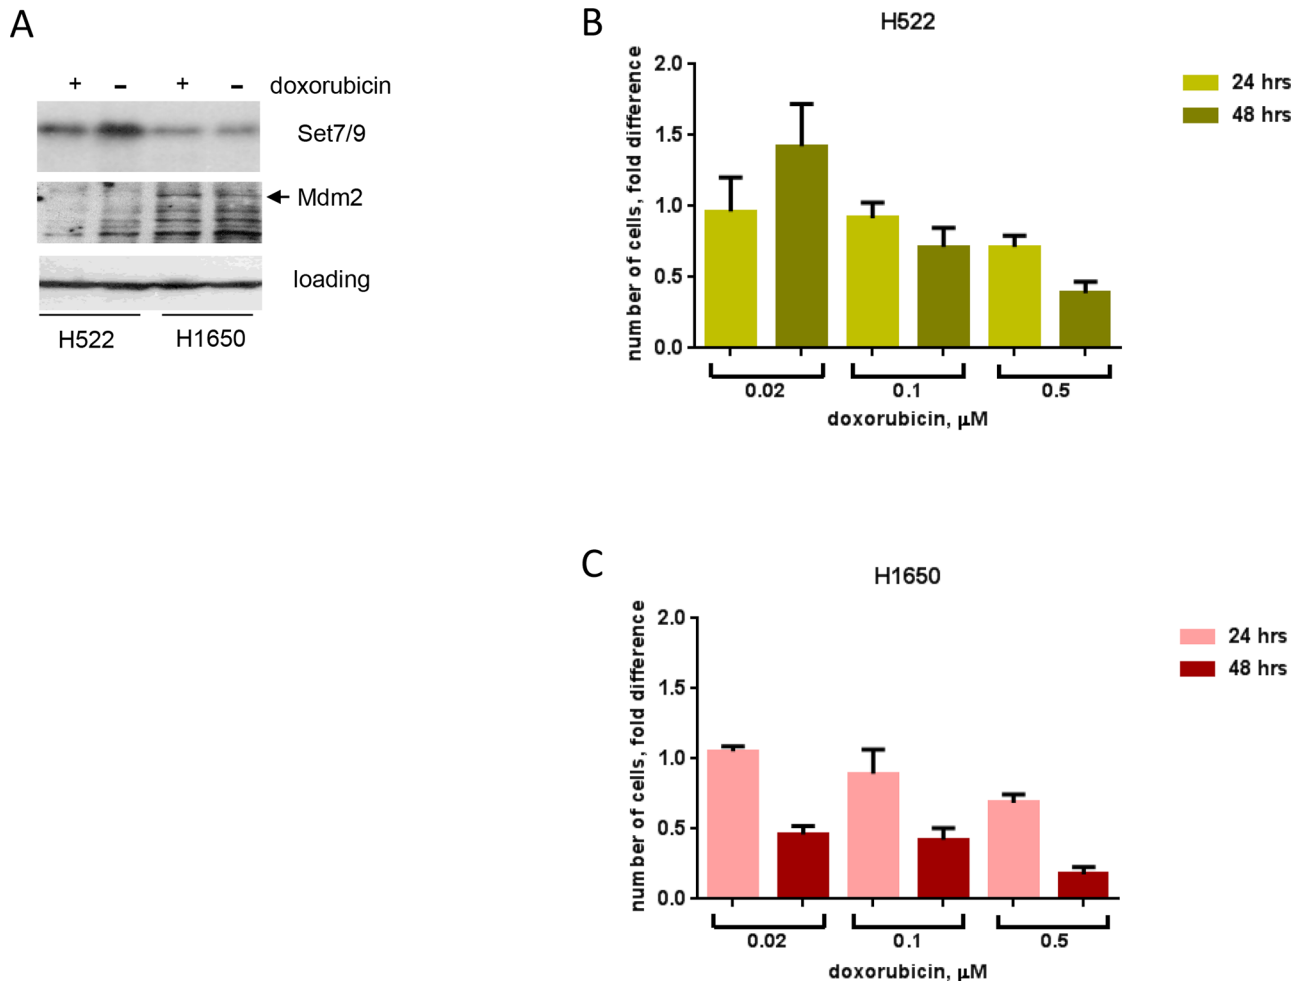 A
+ - + - doxorubicin
Set7/9
Mdm2
loading
H522 H1650
B
H522
24 hrs
48 hrs
number of cells, fold difference
2.0
1.5
1.0
0.5
0.0
0.02 0.1 0.5
doxorubicin, μM
C
H1650
24 hrs
48 hrs
number of cells, fold difference
2.0
1.5
1.0
0.5
0.0
0.02 0.1 0.5
doxorubicin, μM